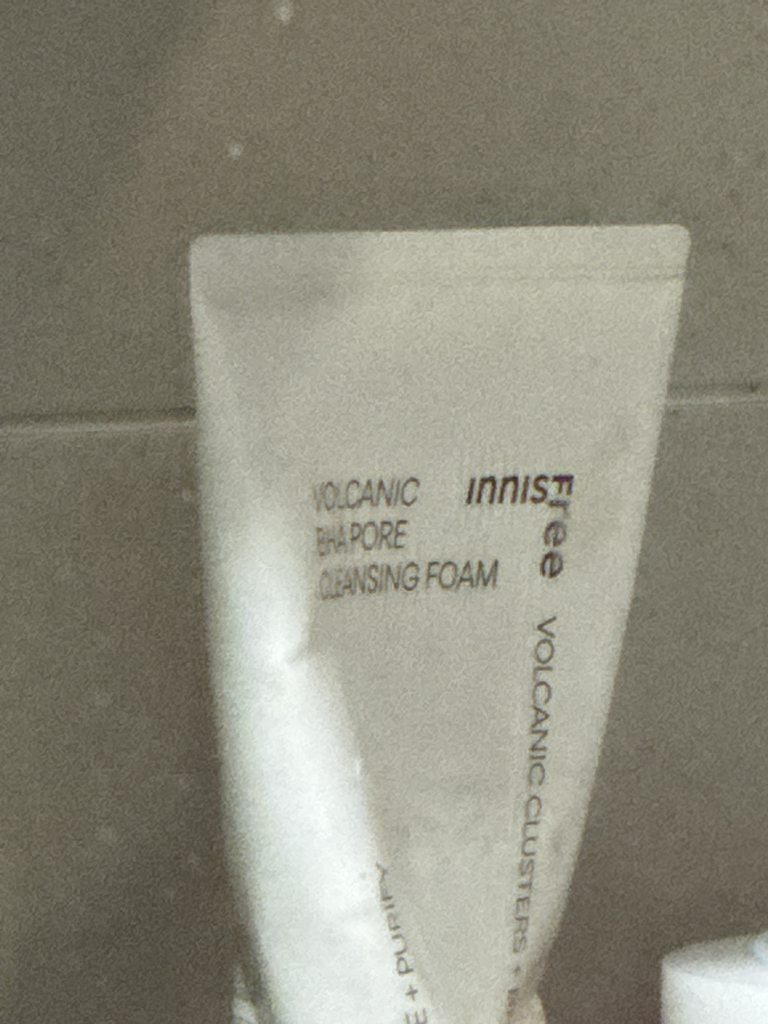 VOLCANIC
BHA PORE
CLEANSING FOAM
INNISFree
VOLCANIC CLUSTERS +
+ PURIFY